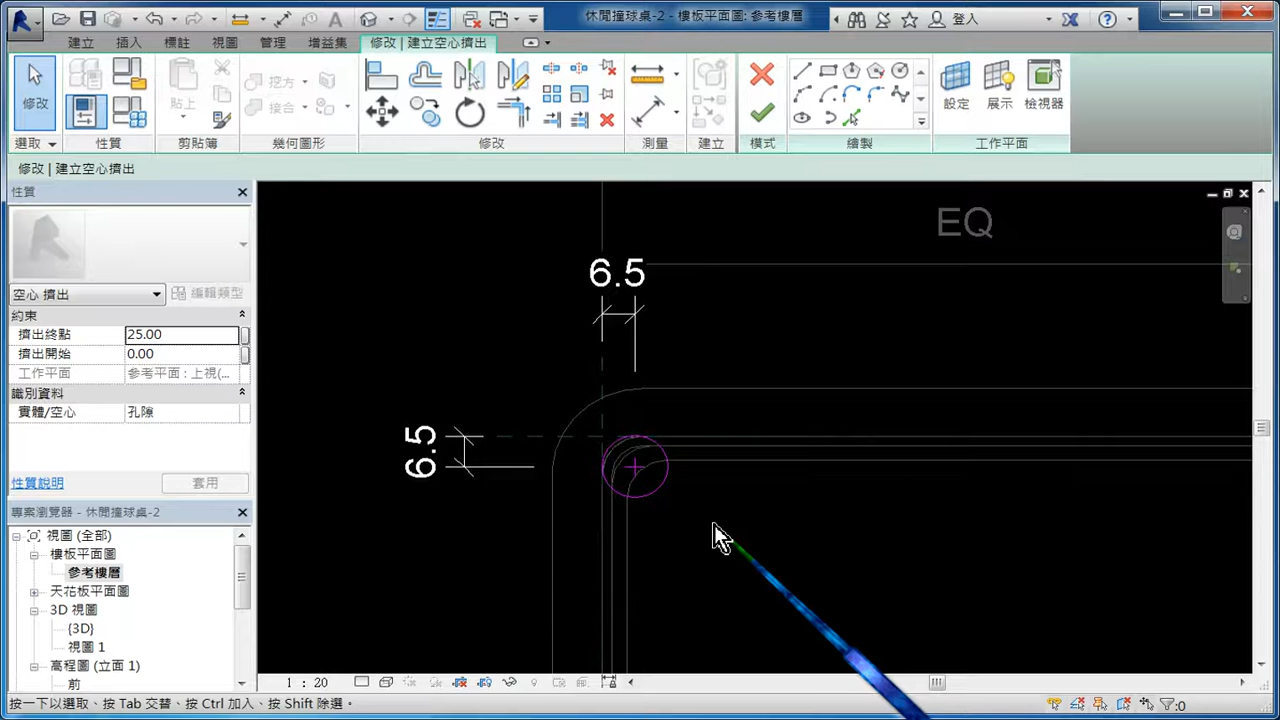 休閒撞球桌-2 - 樓板平面圖: 參考樓層
登入
建立 插入 標註 視圖 管理 增益集 修改 | 建立空心擠出
修改
貼上
挖方
接合
設定 展示 檢視器
選取 性質 剪貼簿 幾何圖形 修改 測量 建立 模式 繪製 工作平面
修改 | 建立空心擠出
性質
空心 擠出
編輯類型
約束
擠出終點 25.00
擠出開始 0.00
工作平面 參考平面 : 上視(...
識別資料
實體/空心 孔隙
性質說明 套用
專案瀏覽器 - 休閒撞球桌-2
視圖 (全部)
樓板平面圖
參考樓層
天花板平面圖
3D 視圖
{3D}
視圖 1
高程圖 (立面 1)
前
EQ
6.5
6.5
1 : 20
按一下以選取、按 Tab 交替、按 Ctrl 加入、按 Shift 除選。
:0